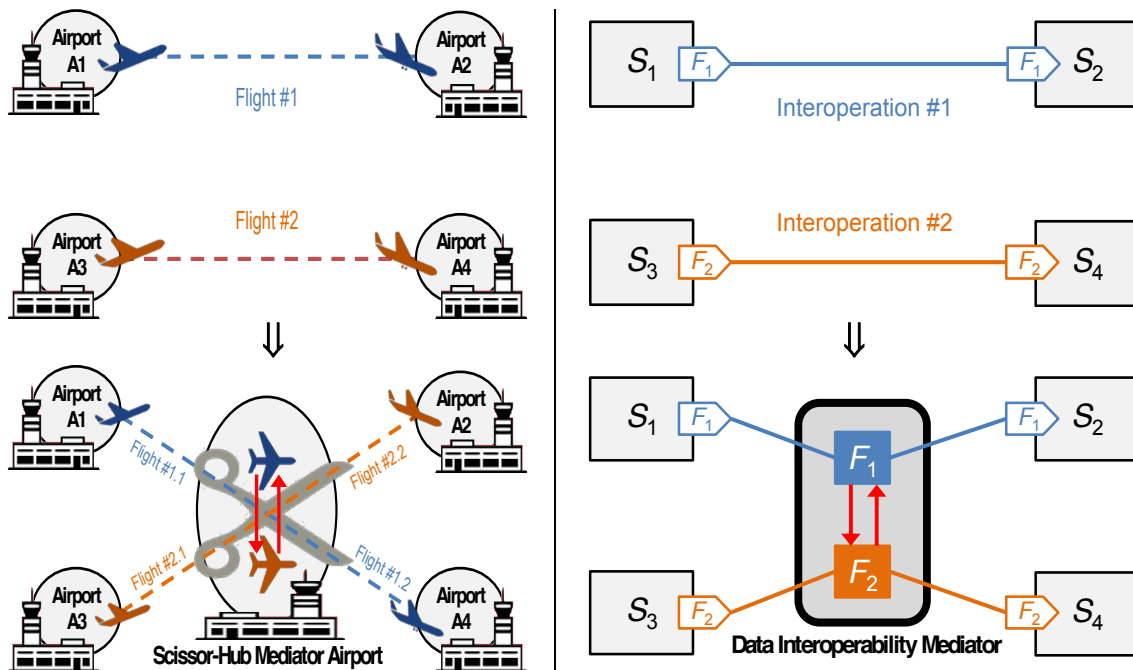 Airport
A1
Airport
A2
Flight #1
Flight #2
Airport
A3
Airport
A4
⇓
Airport
A1
Airport
A2
Flight #1.1
Flight #2.2
Flight #2.1
Flight #1.2
Airport
A3
Airport
A4
Scissor-Hub Mediator Airport
S1
F1
F1
S2
Interoperation #1
Interoperation #2
S3
F2
F2
S4
⇓
S1
F1
F1
S2
F1
F2
S3
F2
F2
S4
Data Interoperability Mediator